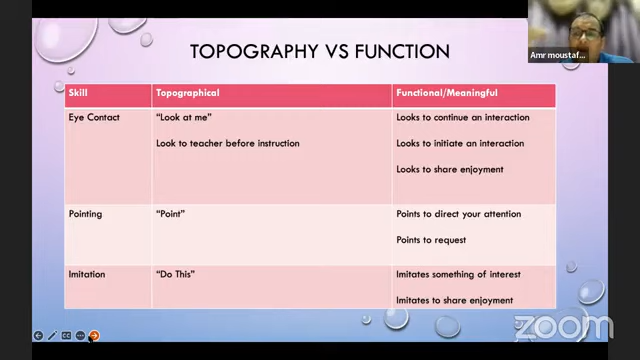 Amr moustaf...
TOPOGRAPHY VS FUNCTION
Skill Topographical Functional/Meaningful
Eye Contact "Look at me" Looks to continue an interaction
Look to teacher before instruction Looks to initiate an interaction
Looks to share enjoyment
Pointing "Point" Points to direct your attention
Points to request
Imitation "Do This" Imitates something of interest
Imitates to share enjoyment
zoom